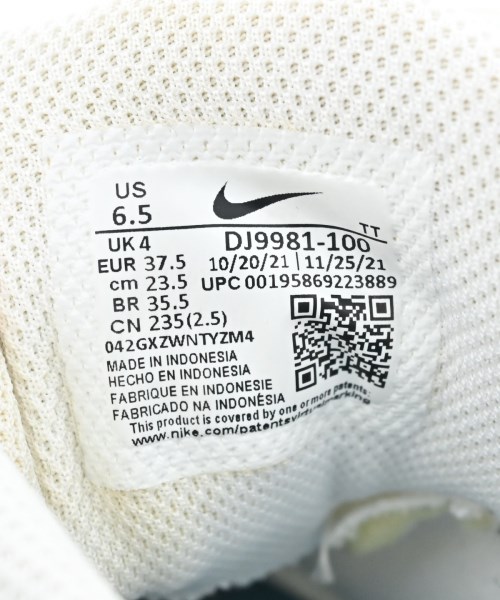 US
6.5
TT
UK 4
DJ9981-100
EUR 37.5
10/20/21 | 11/25/21
cm 23.5
UPC 00195869223889
BR 35.5
CN 235(2.5)
042GXZWNTYZM4
MADE IN INDONESIA
HECHO EN INDONESIA
FABRIQUE EN INDONESIE
FABRICADO NA INDONÉSIA
This product is covered by one or more patents:
www.nike.com/patentsvirtualmarking